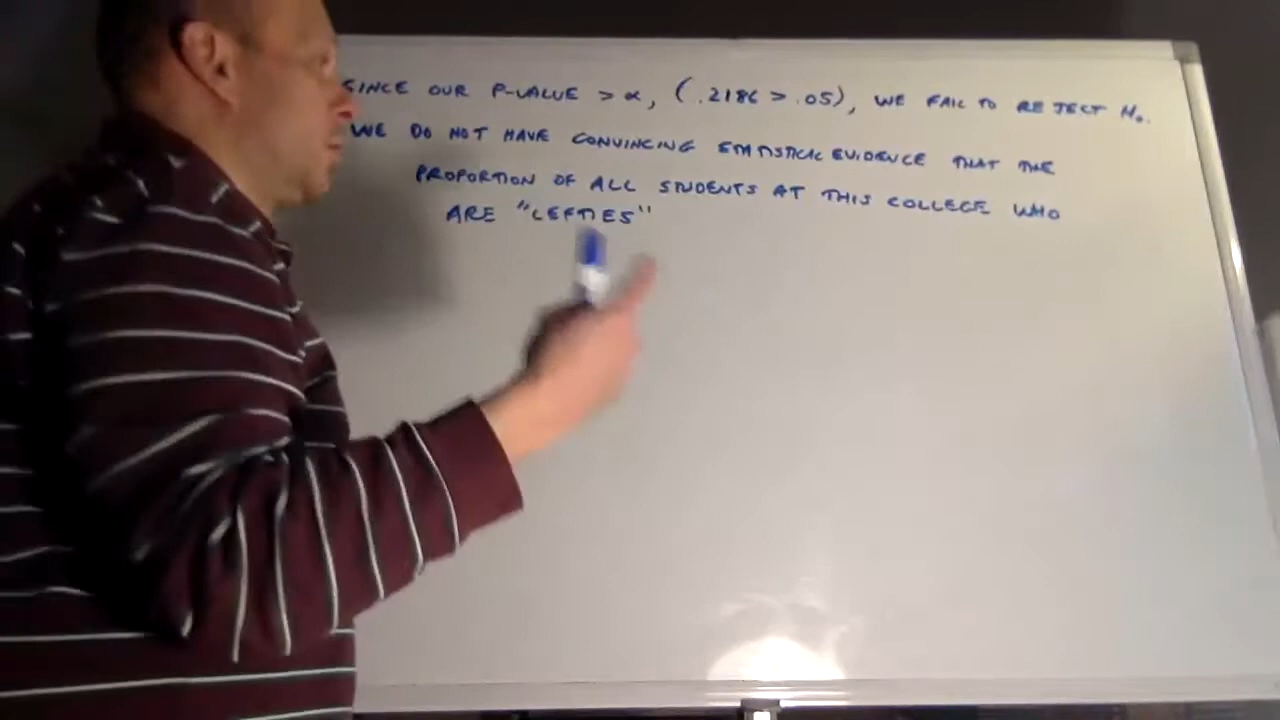 SINCE OUR P-VALUE > α, (.2186 > .05), WE FAIL TO REJECT H₀.
WE DO NOT HAVE CONVINCING STATISTICAL EVIDENCE THAT THE
PROPORTION OF ALL STUDENTS AT THIS COLLEGE WHO
ARE "LEFTIES"